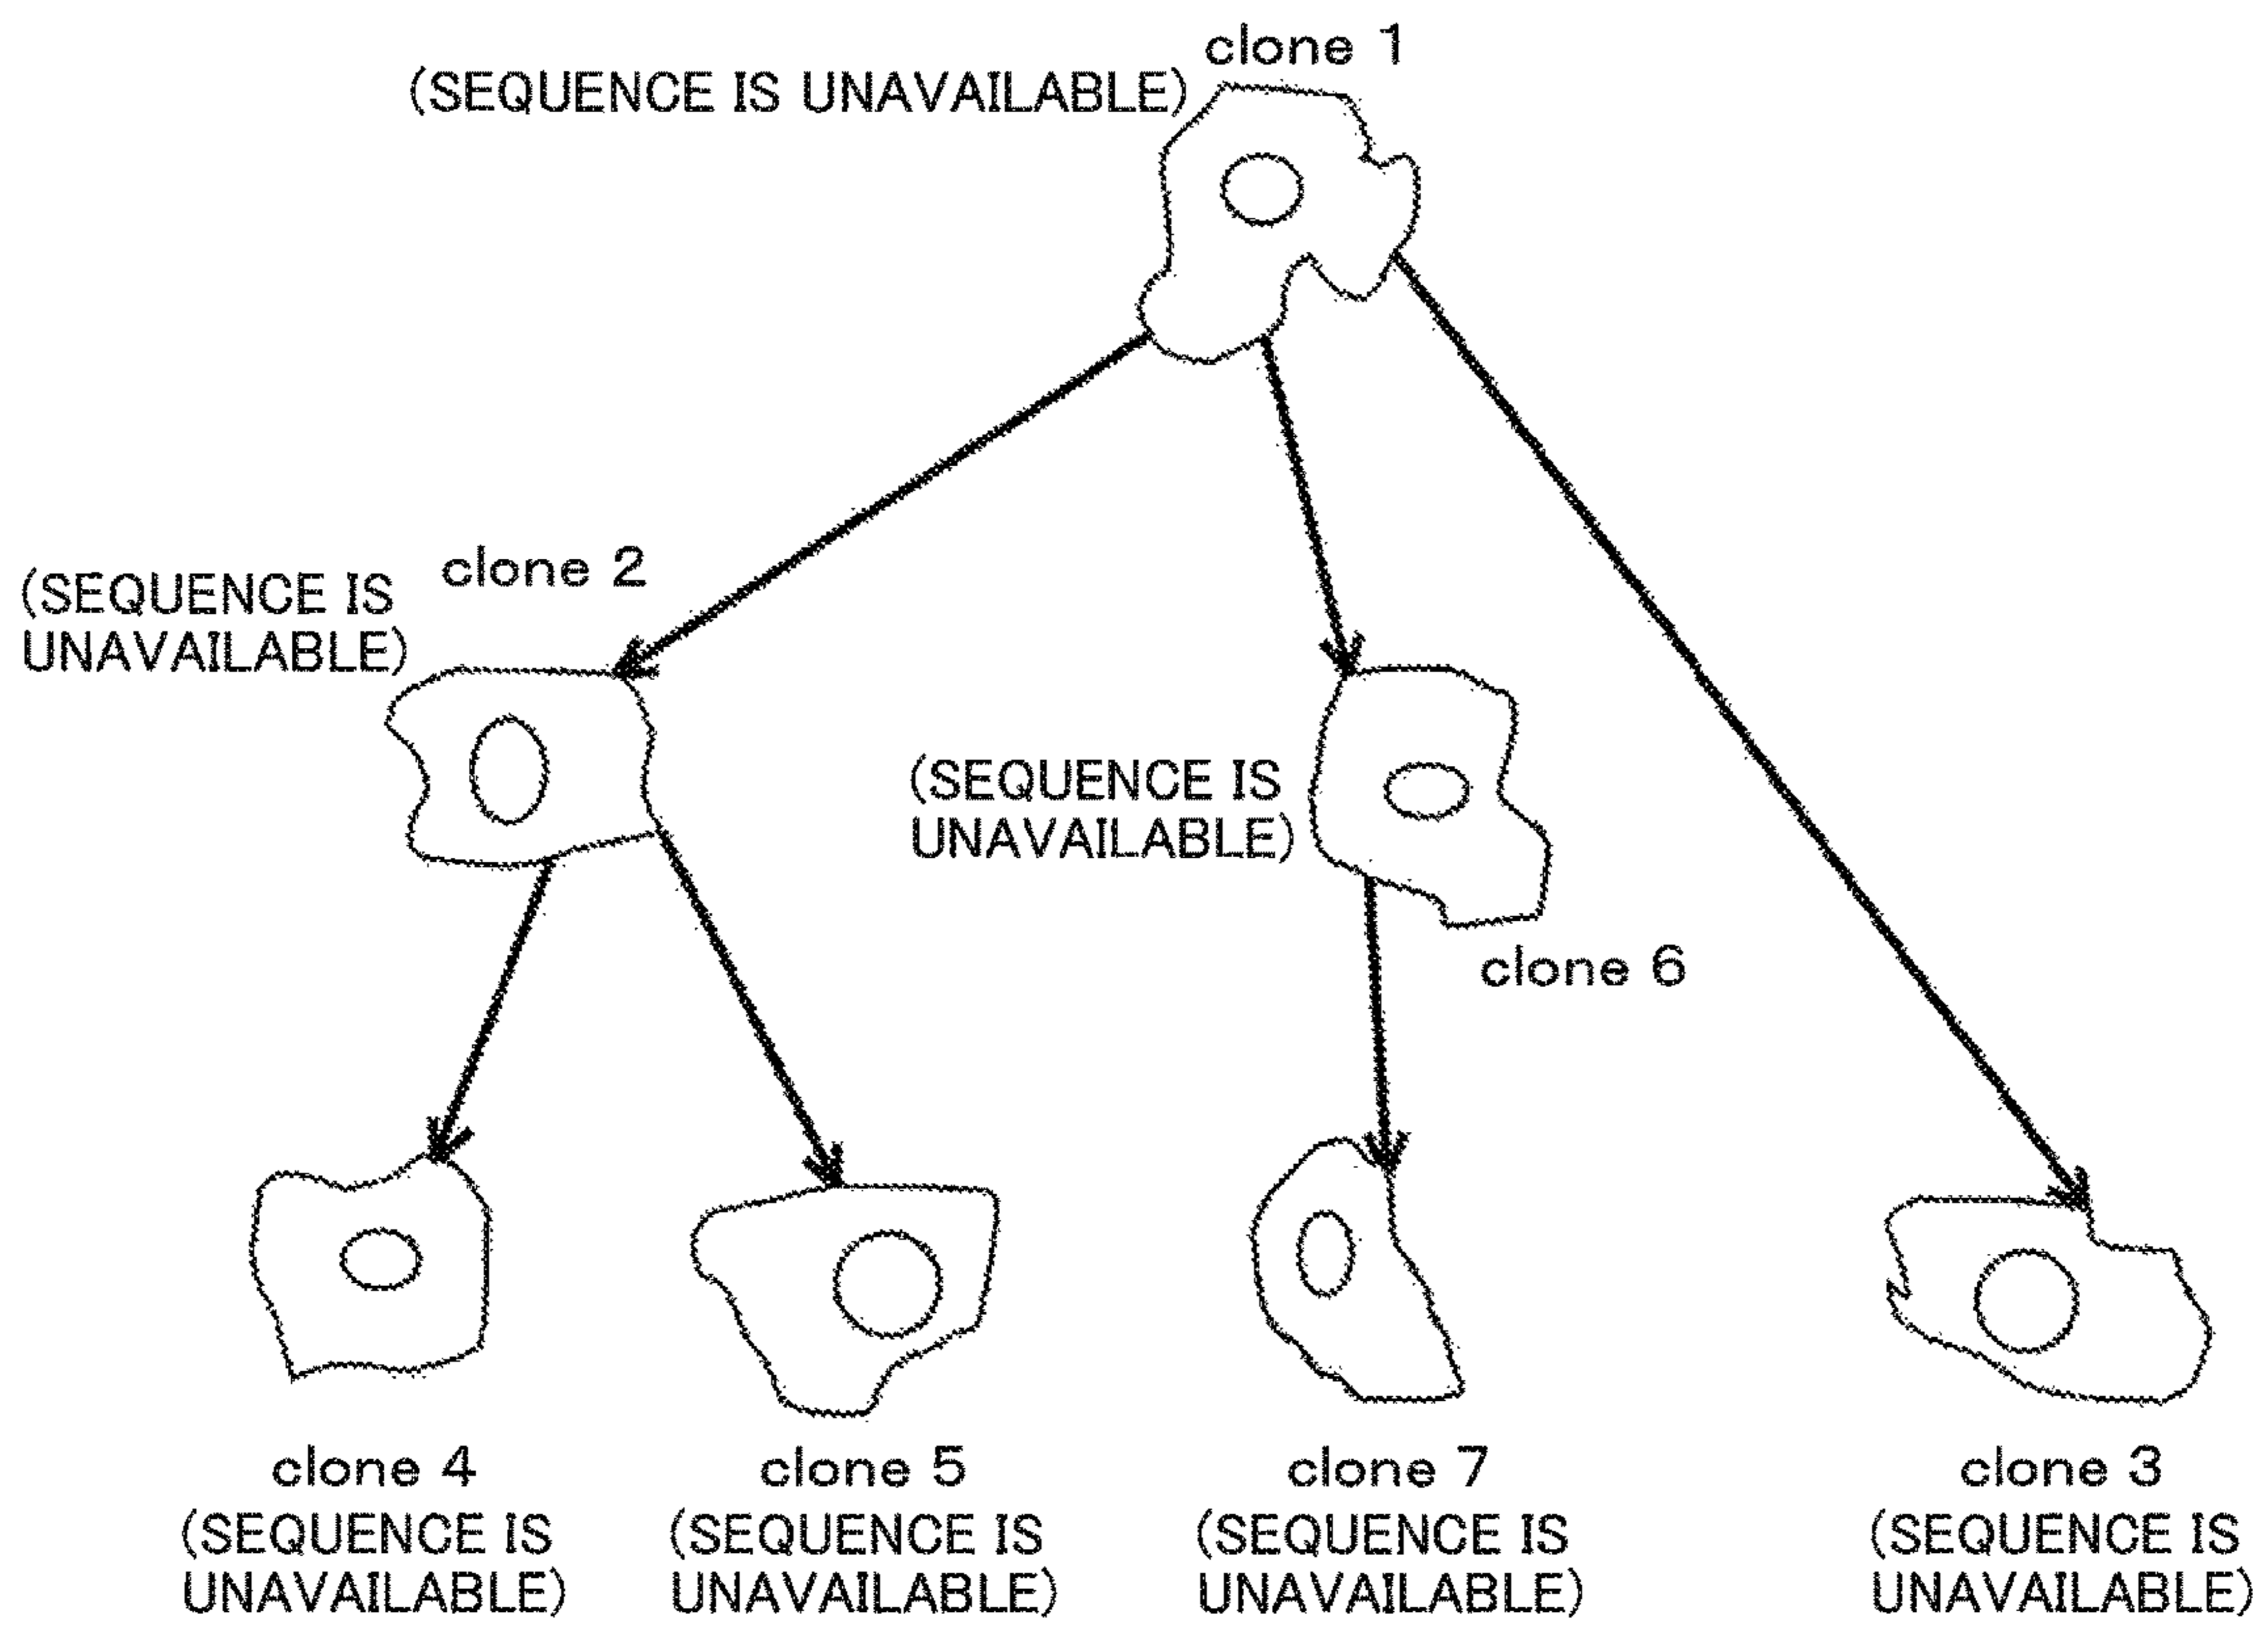 clone 1
(SEQUENCE IS UNAVAILABLE)
clone 2
(SEQUENCE IS
UNAVAILABLE)
(SEQUENCE IS
UNAVAILABLE)
clone 6
clone 4
(SEQUENCE IS
UNAVAILABLE)
clone 5
(SEQUENCE IS
UNAVAILABLE)
clone 7
(SEQUENCE IS
UNAVAILABLE)
clone 3
(SEQUENCE IS
UNAVAILABLE)